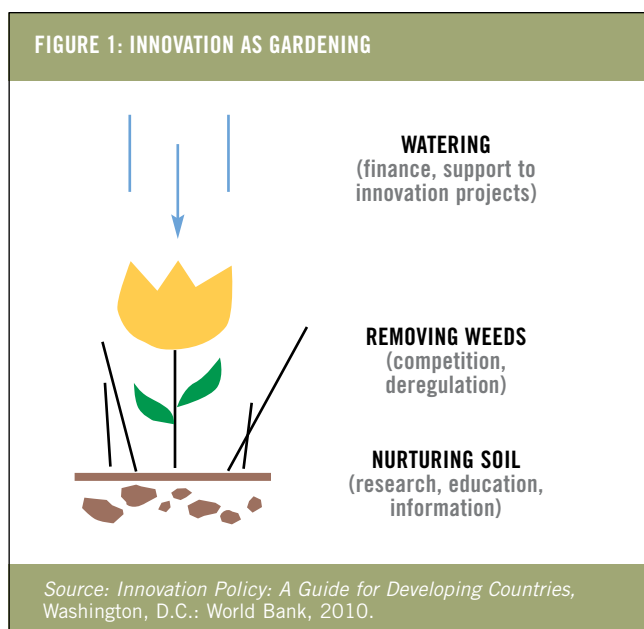 FIGURE 1: INNOVATION AS GARDENING
WATERING
(finance, support to
innovation projects)
REMOVING WEEDS
(competition,
deregulation)
NURTURING SOIL
(research, education,
information)
Source: Innovation Policy: A Guide for Developing Countries,
Washington, D.C.: World Bank, 2010.